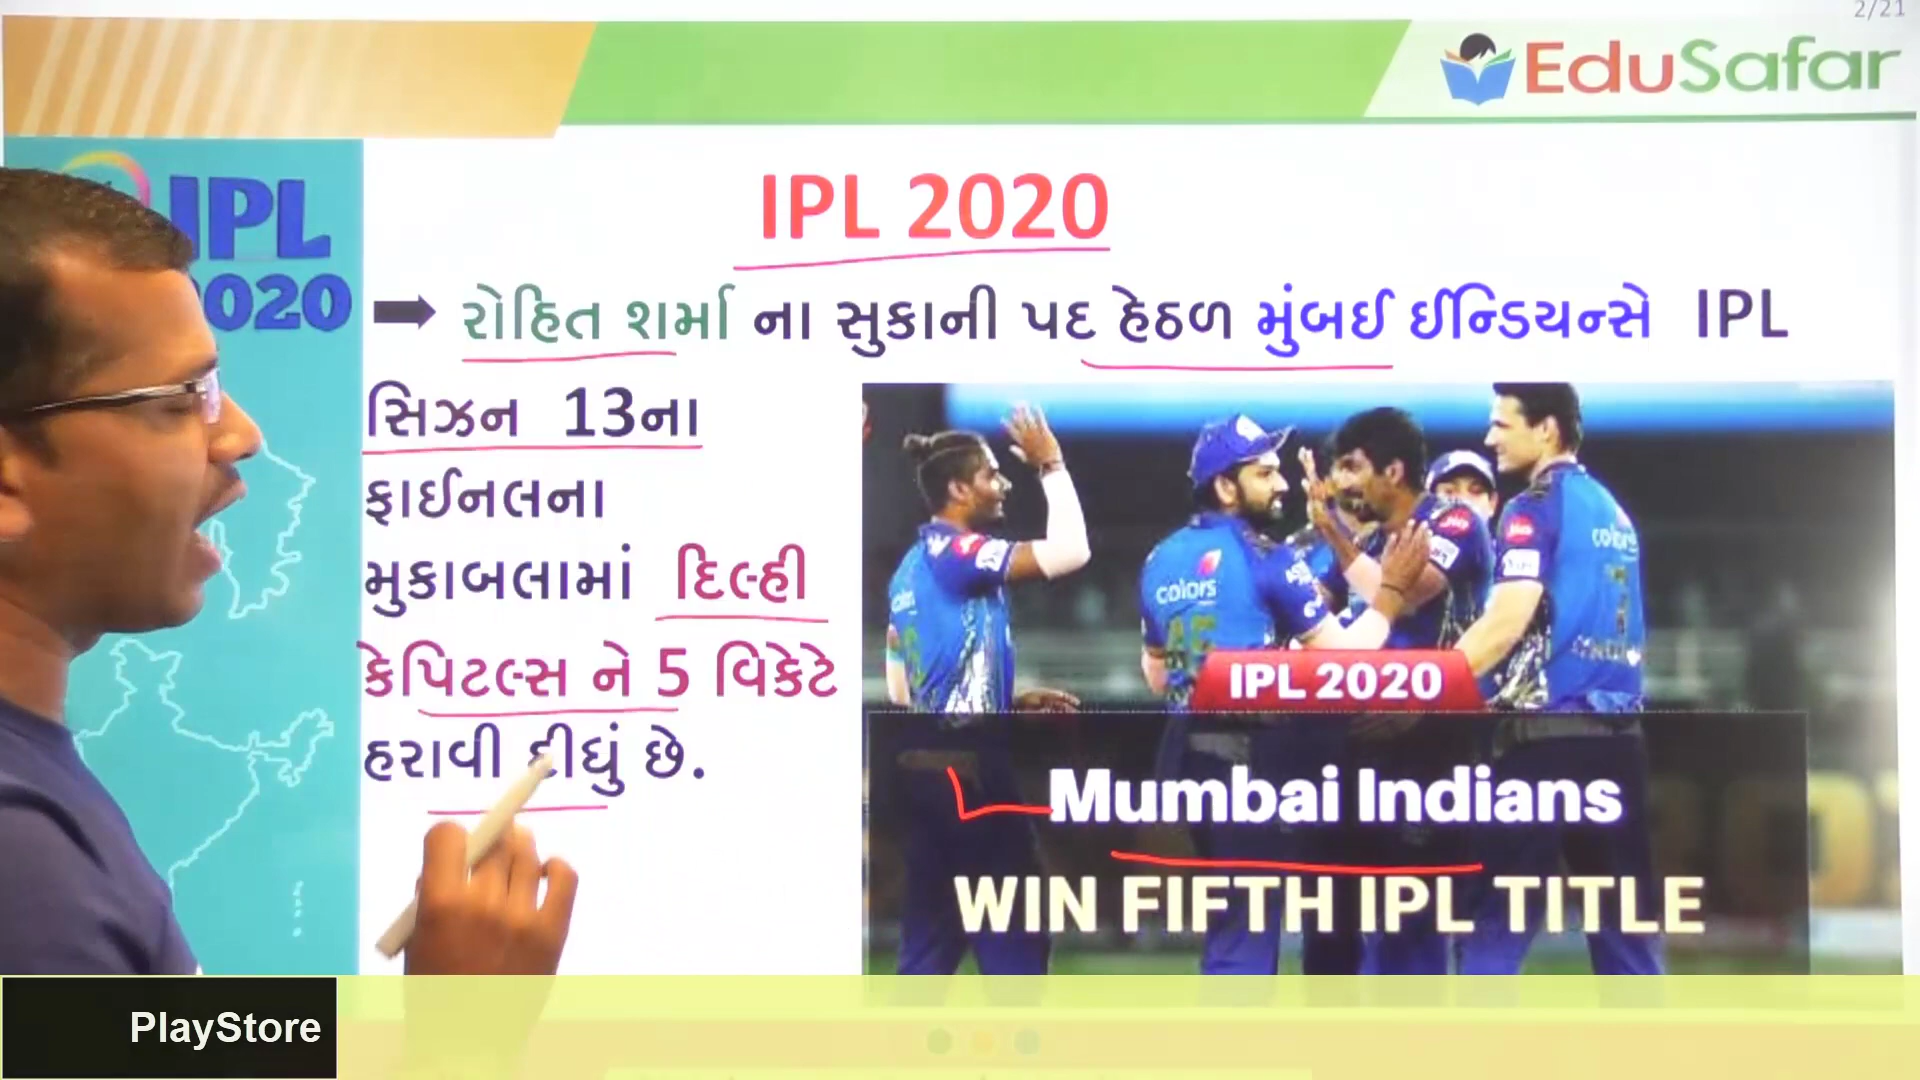 2/21
EduSafar
IPL
2020
IPL 2020
રોહિત શર્મા ના સુકાની પદ હેઠળ મુંબઈ ઈન્ડિયન્સે IPL
સિઝન 13ના
ફાઈનલના
મુકાબલામાં દિલ્હી
કેપિટલ્સ ને 5 વિકેટે
હરાવી દીધું છે.
colors
45
IPL 2020
Mumbai Indians
WIN FIFTH IPL TITLE
PlayStore